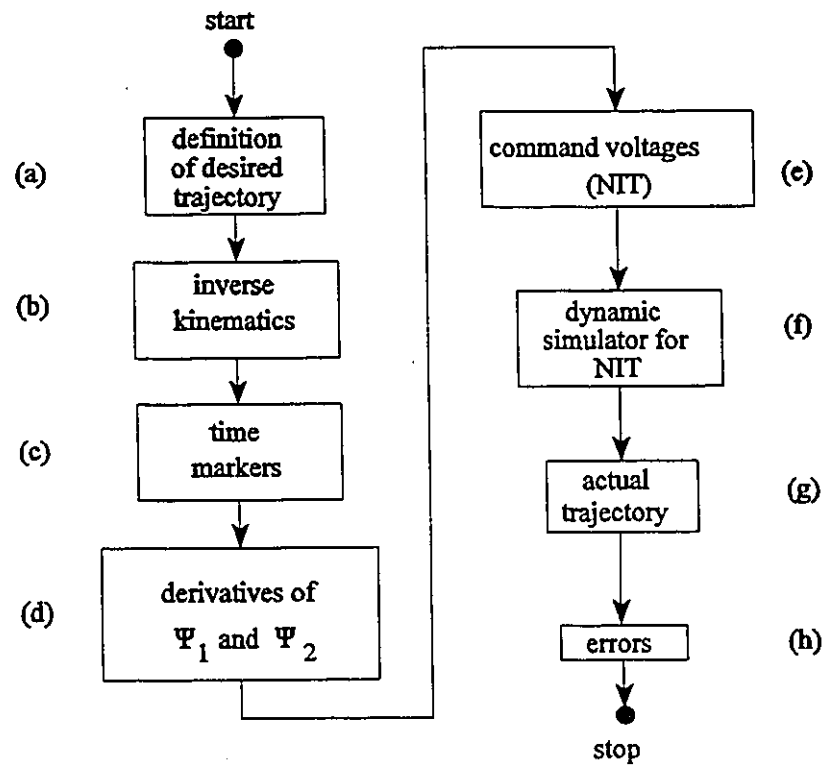 start
(a)
definition
of desired
trajectory
(b)
inverse
kinematics
(c)
time
markers
(d)
derivatives of
Ψ1 and Ψ2
command voltages
(NIT)
(e)
dynamic
simulator for
NIT
(f)
actual
trajectory
(g)
errors
(h)
stop